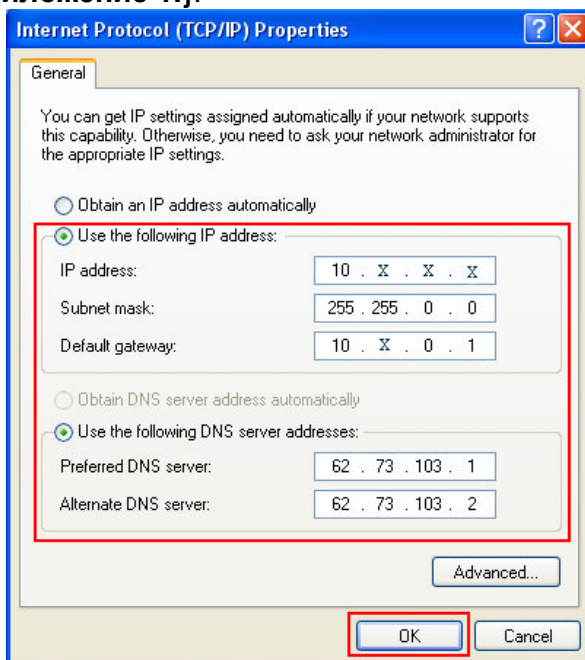 Internet Protocol (TCP/IP) Properties
General
You can get IP settings assigned automatically if your network supports
this capability. Otherwise, you need to ask your network administrator for
the appropriate IP settings.
Obtain an IP address automatically
Use the following IP address:
IP address: 10 . X . X . X
Subnet mask: 255 . 255 . 0 . 0
Default gateway: 10 . X . 0 . 1
Obtain DNS server address automatically
Use the following DNS server addresses:
Preferred DNS server: 62 . 73 . 103 . 1
Alternate DNS server: 62 . 73 . 103 . 2
Advanced...
OK Cancel